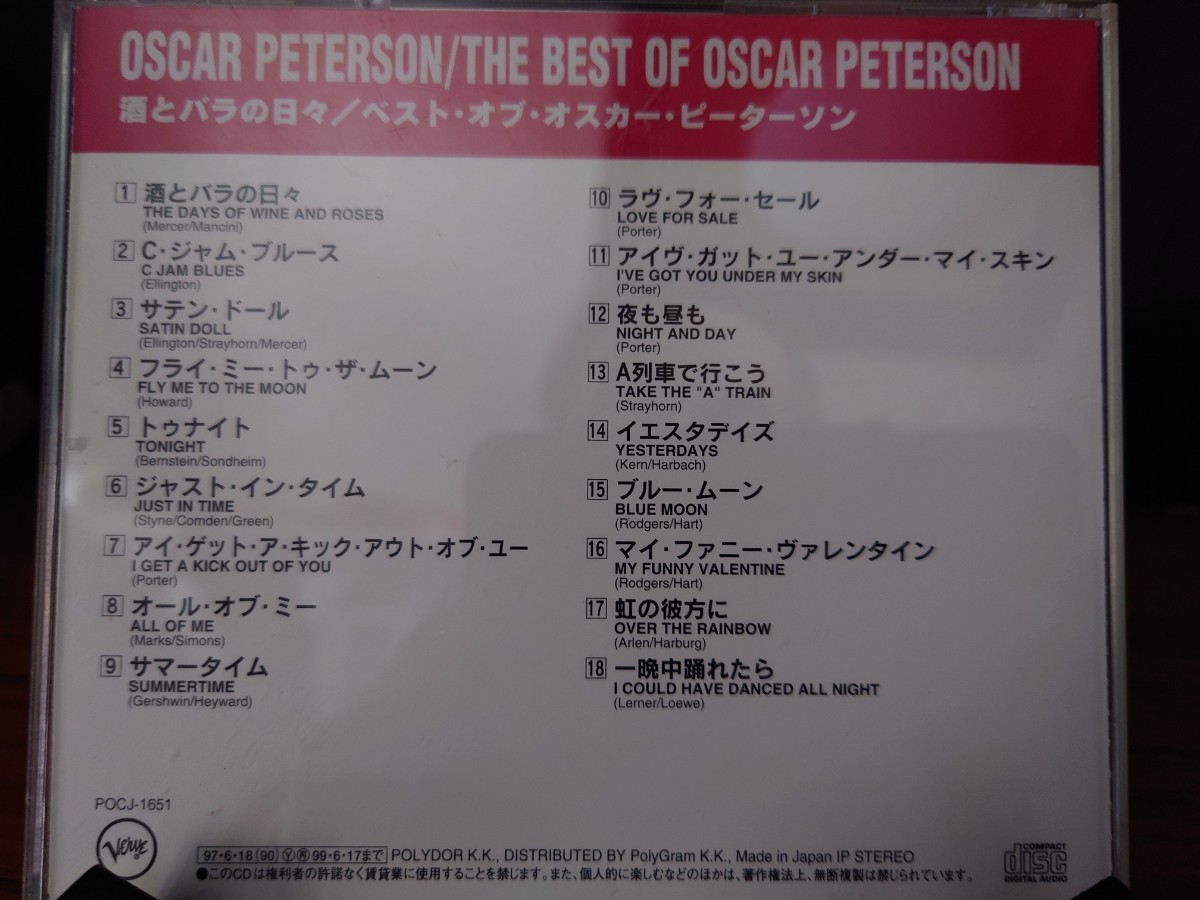 OSCAR PETERSON/THE BEST OF OSCAR PETERSON
酒とバラの日々/ベスト・オブ・オスカー・ピーターソン
1 酒とバラの日々
THE DAYS OF WINE AND ROSES
(Mercer/Mancini)
2 C・ジャム・ブルース
C JAM BLUES
(Ellington)
3 サテン・ドール
SATIN DOLL
(Ellington/Strayhorn/Mercer)
4 フライ・ミー・トゥ・ザ・ムーン
FLY ME TO THE MOON
(Howard)
5 トゥナイト
TONIGHT
(Bernstein/Sondheim)
6 ジャスト・イン・タイム
JUST IN TIME
(Styne/Comden/Green)
7 アイ・ゲット・ア・キック・アウト・オブ・ユー
I GET A KICK OUT OF YOU
(Porter)
8 オール・オブ・ミー
ALL OF ME
(Marks/Simons)
9 サマータイム
SUMMERTIME
(Gershwin/Heyward)
10 ラヴ・フォー・セール
LOVE FOR SALE
(Porter)
11 アイヴ・ガット・ユー・アンダー・マイ・スキン
I'VE GOT YOU UNDER MY SKIN
(Porter)
12 夜も昼も
NIGHT AND DAY
(Porter)
13 A列車で行こう
TAKE THE "A" TRAIN
(Strayhorn)
14 イエスタデイズ
YESTERDAYS
(Kern/Harbach)
15 ブルー・ムーン
BLUE MOON
(Rodgers/Hart)
16 マイ・ファニー・ヴァレンタイン
MY FUNNY VALENTINE
(Rodgers/Hart)
17 虹の彼方に
OVER THE RAINBOW
(Arlen/Harburg)
18 一晩中踊れたら
I COULD HAVE DANCED ALL NIGHT
(Lerner/Loewe)
POCJ-1651
Verve
97・6・18(90)Ⓨ㊢99・6・17まで POLYDOR K.K., DISTRIBUTED BY PolyGram K.K., Made in Japan IP STEREO
●このCDは権利者の許諾なく賃貸業に使用することを禁じます。また、個人的に楽しむなどのほかは、著作権法上、無断複製は禁じられています。
COMPACT
disc
DIGITAL AUDIO